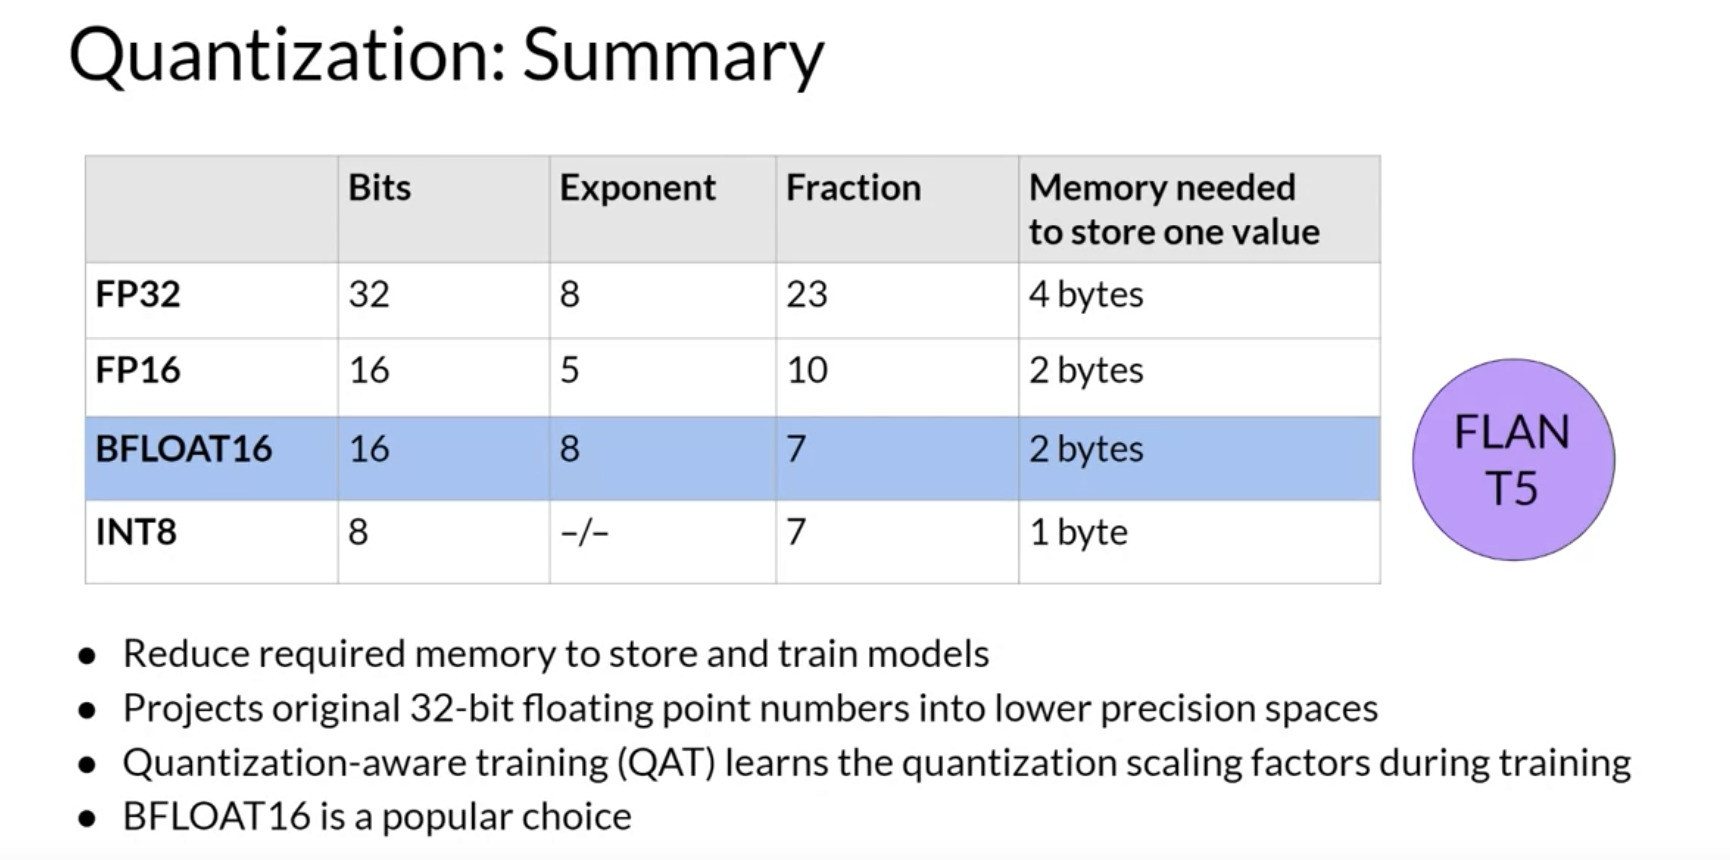 Quantization: Summary
Bits Exponent Fraction Memory needed
to store one value
FP32 32 8 23 4 bytes
FP16 16 5 10 2 bytes
BFLOAT16 16 8 7 2 bytes
INT8 8 –/– 7 1 byte
FLAN
T5
● Reduce required memory to store and train models
● Projects original 32-bit floating point numbers into lower precision spaces
● Quantization-aware training (QAT) learns the quantization scaling factors during training
● BFLOAT16 is a popular choice